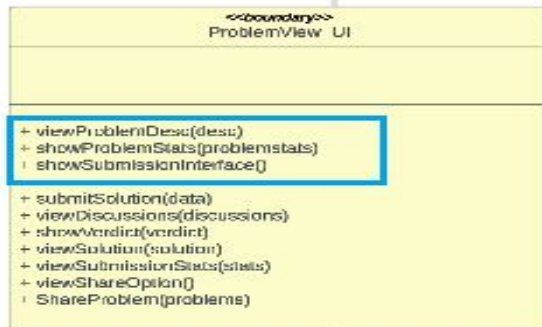 <<boundary>>
ProblemView UI
+ viewProblemDesc(desc)
+ showProblemStats(problemstats)
+ showSubmissionInterface()
+ submitSolution(data)
+ viewDiscussions(discussions)
+ showVerdict(verdict)
+ viewSolution(solution)
+ viewSubmissionStats(stats)
+ viewShareOption()
+ ShareProblem(problems)